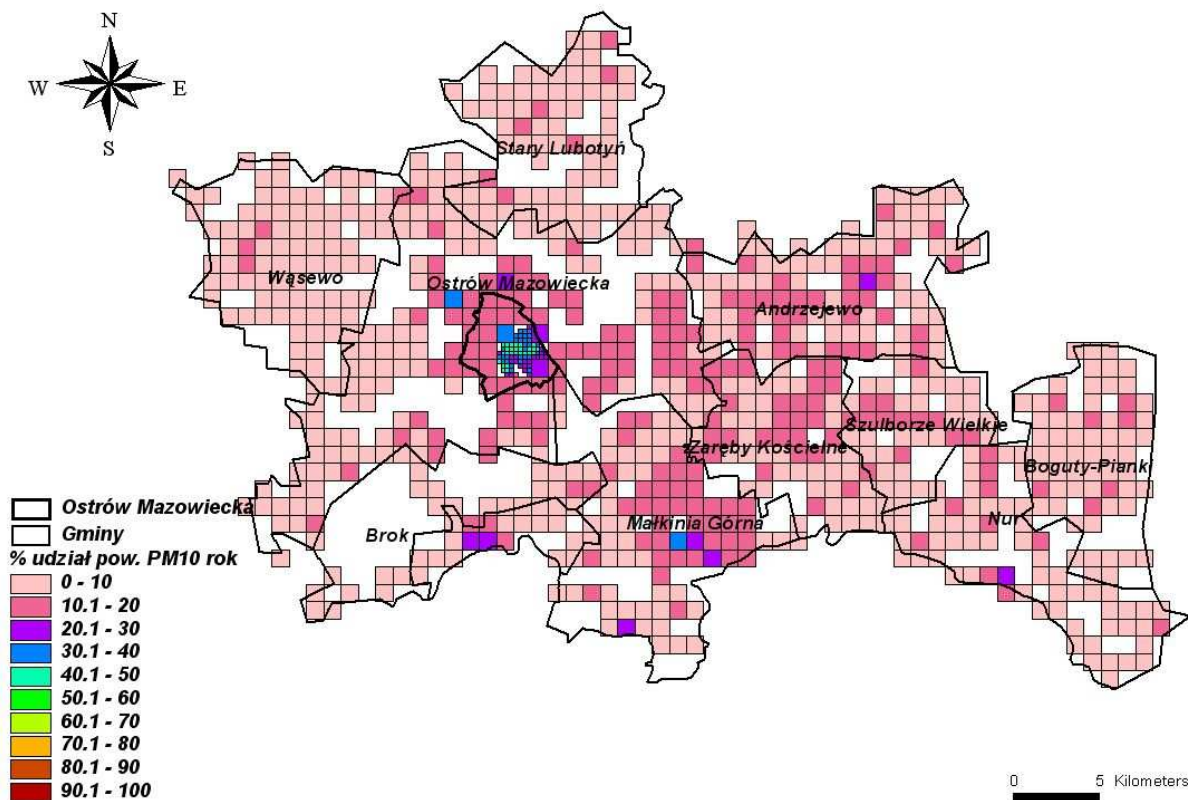 N
W E
S
Stary Lubotyń
Wąsewo
Ostrów Mazowiecka
Andrzejewo
Szulborze Wielkie
Zaręby Kościelne
Boguty-Piank
Małkinia Górna
Nur
Brok
Ostrów Mazowiecka
Gminy
% udział pow. PM10 rok
0 - 10
10.1 - 20
20.1 - 30
30.1 - 40
40.1 - 50
50.1 - 60
60.1 - 70
70.1 - 80
80.1 - 90
90.1 - 100
0 5 Kilometers